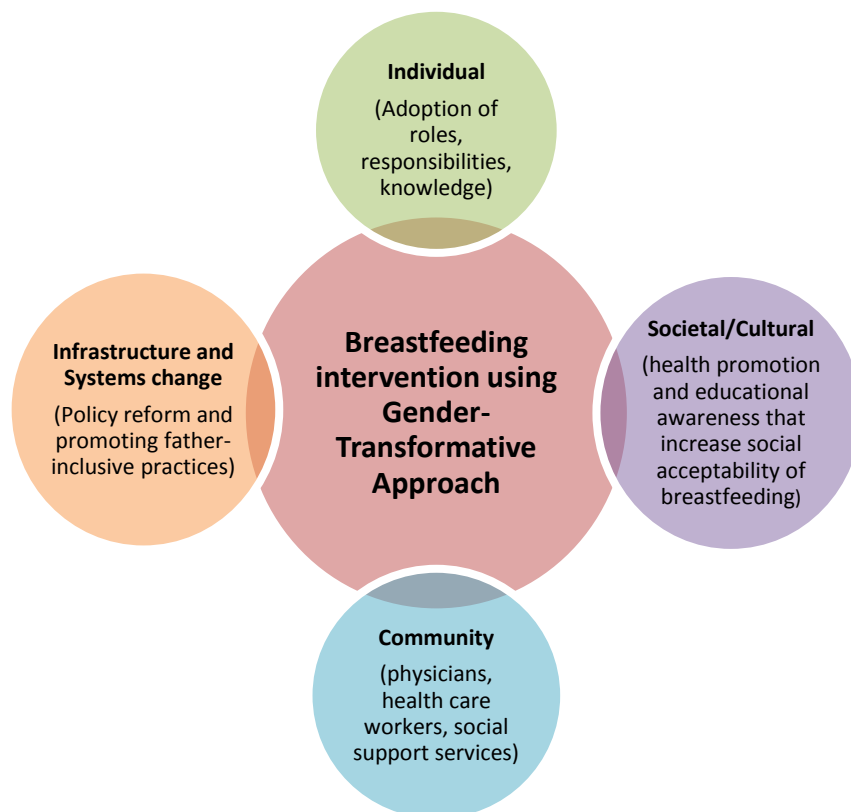 Individual
(Adoption of
roles,
responsibilities,
knowledge)
Infrastructure and
Systems change
(Policy reform and
promoting father-
inclusive practices)
Breastfeeding
intervention using
Gender-
Transformative
Approach
Societal/Cultural
(health promotion
and educational
awareness that
increase social
acceptability of
breastfeeding)
Community
(physicians,
health care
workers, social
support services)